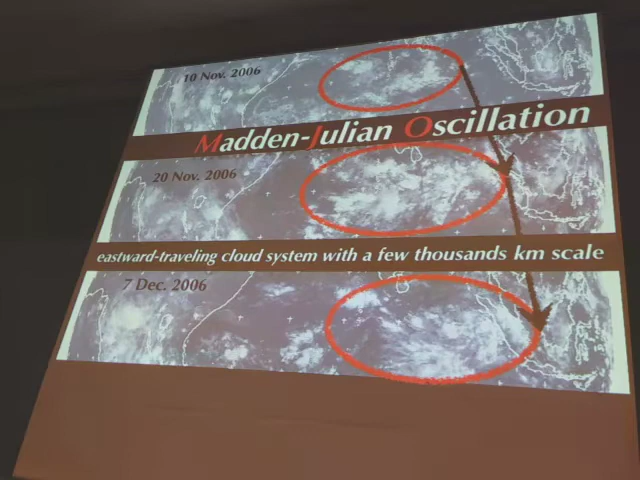 10 Nov. 2006
Madden-Julian Oscillation
20 Nov. 2006
eastward-traveling cloud system with a few thousands km scale
7 Dec. 2006